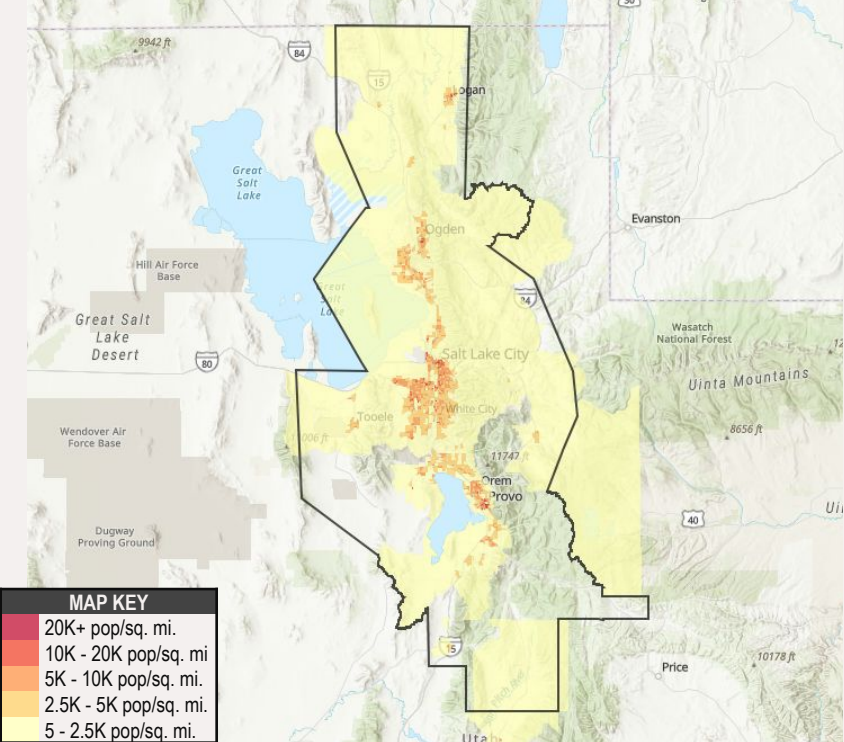 30
9942 ft
84
15
Logan
Great
Salt
Lake
Evanston
Ogden
Hill Air Force
Base
Great
Salt
Lake
84
Great Salt
Lake
Desert
Wasatch
National Forest
12
80
Salt Lake City
Uinta Mountains
Tooele
White City
Wendover Air
Force Base
8656 ft
11747
Orem
Provo
Dugway
Proving Ground
40
Ui
MAP KEY
20K+ pop/sq. mi.
10K - 20K pop/sq. mi
5K - 10K pop/sq. mi.
2.5K - 5K pop/sq. mi.
5 - 2.5K pop/sq. mi.
15
10178 ft
Price
Utah